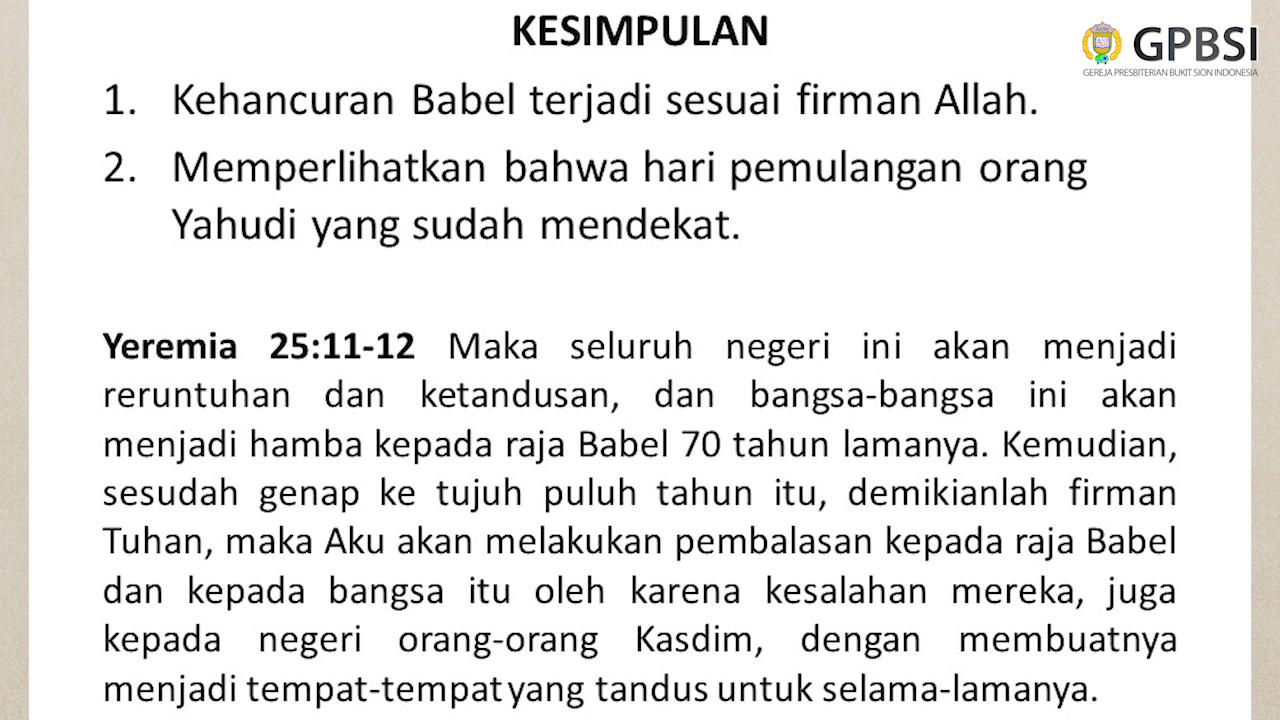 KESIMPULAN
GPBSI
GEREJA PRESBITERIAN BUKIT SION INDONESIA
1. Kehancuran Babel terjadi sesuai firman Allah.
2. Memperlihatkan bahwa hari pemulangan orang
Yahudi yang sudah mendekat.
Yeremia 25:11-12 Maka seluruh negeri ini akan menjadi
reruntuhan dan ketandusan, dan bangsa-bangsa ini akan
menjadi hamba kepada raja Babel 70 tahun lamanya. Kemudian,
sesudah genap ke tujuh puluh tahun itu, demikianlah firman
Tuhan, maka Aku akan melakukan pembalasan kepada raja Babel
dan kepada bangsa itu oleh karena kesalahan mereka, juga
kepada negeri orang-orang Kasdim, dengan membuatnya
menjadi tempat-tempat yang tandus untuk selama-lamanya.